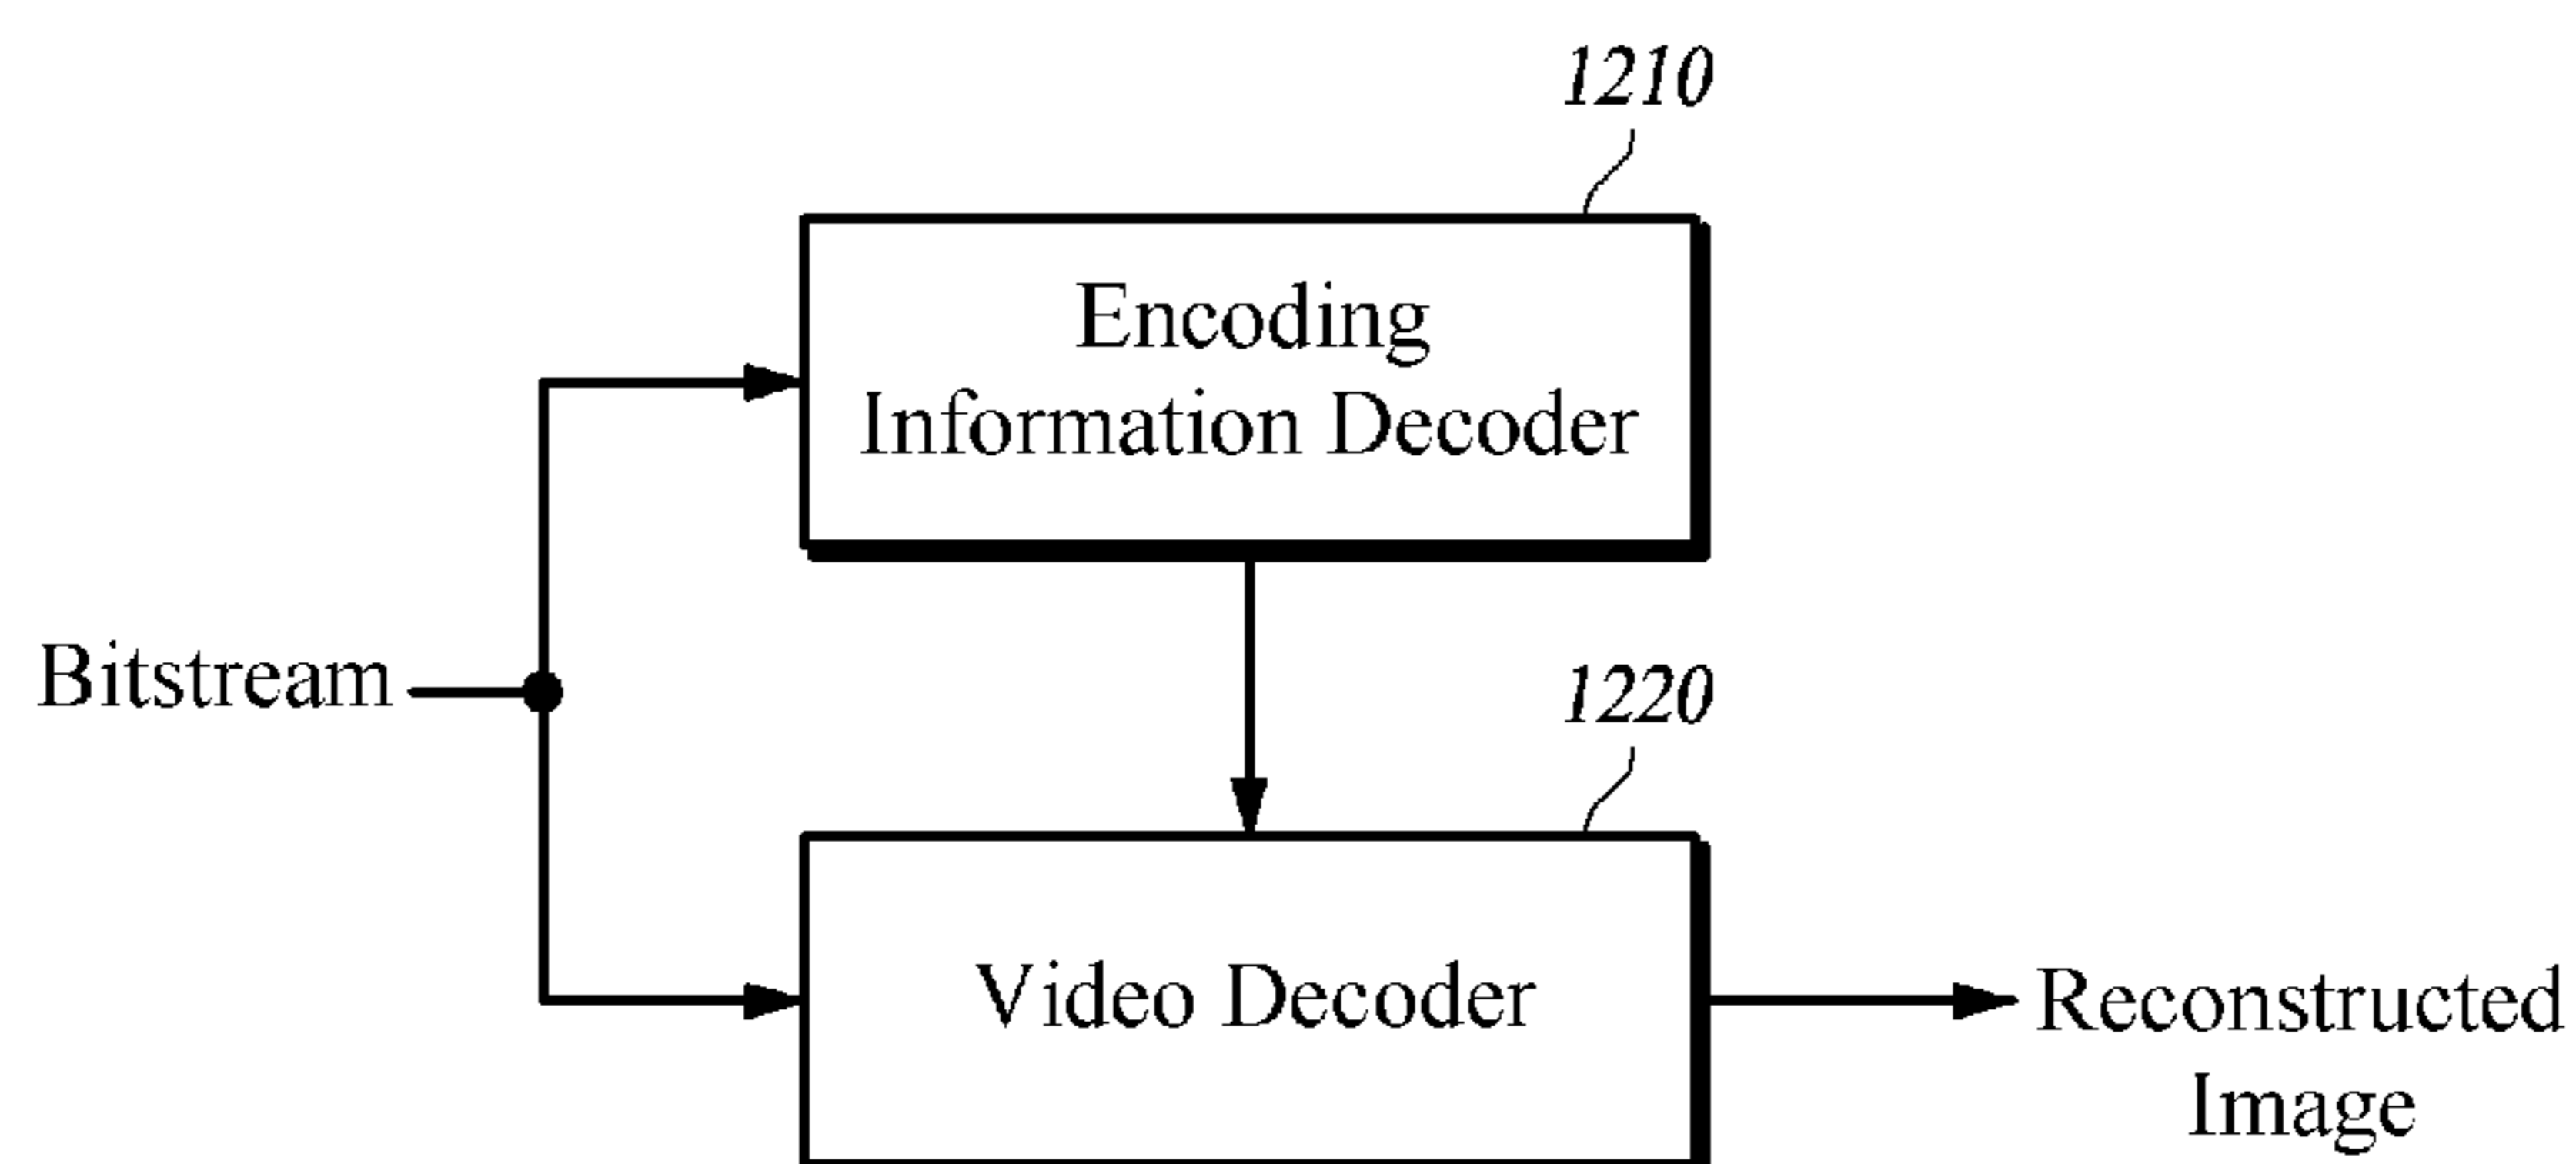 1210
Encoding
Information Decoder
Bitstream
1220
Video Decoder
Reconstructed
Image